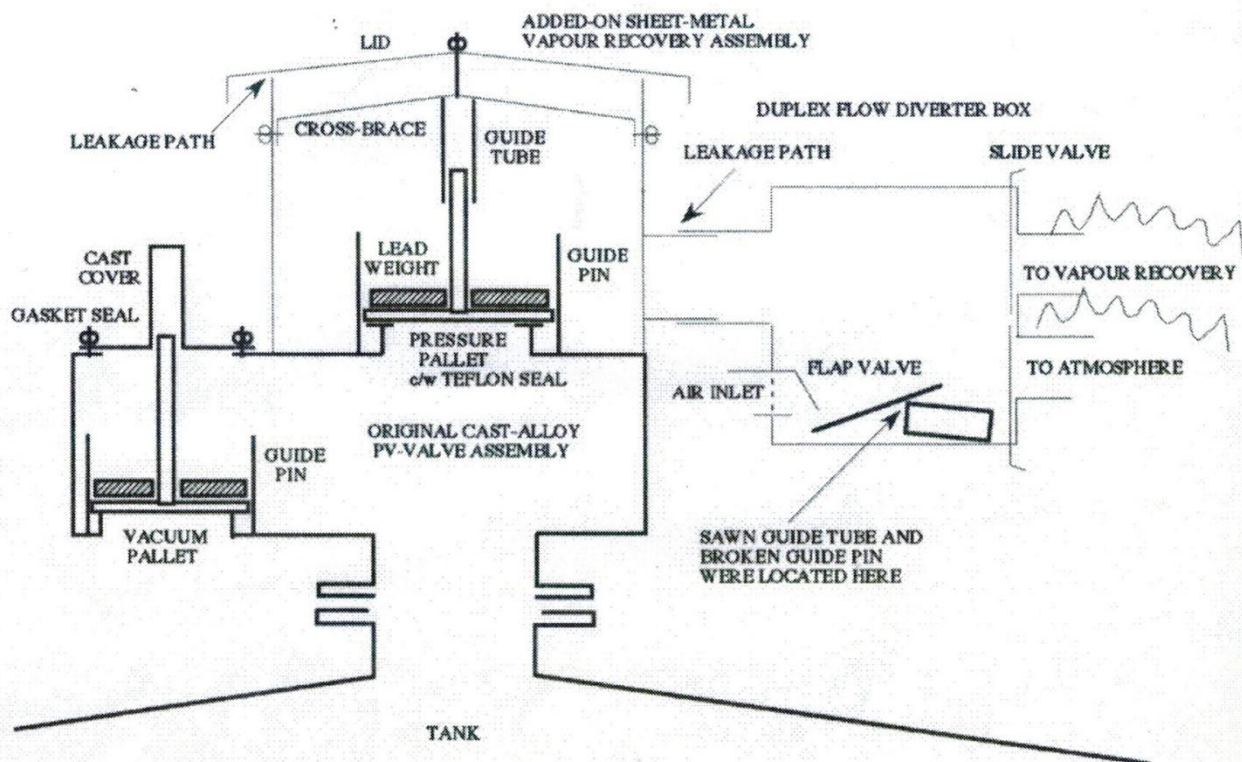 ADDED-ON SHEET-METAL
VAPOUR RECOVERY ASSEMBLY
LID
DUPLEX FLOW DIVERTER BOX
LEAKAGE PATH
CROSS-BRACE
GUIDE
TUBE
LEAKAGE PATH
SLIDE VALVE
CAST
COVER
LEAD
WEIGHT
GUIDE
PIN
TO VAPOUR RECOVERY
GASKET SEAL
PRESSURE
PALLET
c/w TEFLON SEAL
FLAP VALVE
TO ATMOSPHERE
AIR INLET
ORIGINAL CAST-ALLOY
PV-VALVE ASSEMBLY
GUIDE
PIN
VACUUM
PALLET
SAWN GUIDE TUBE AND
BROKEN GUIDE PIN
WERE LOCATED HERE
TANK